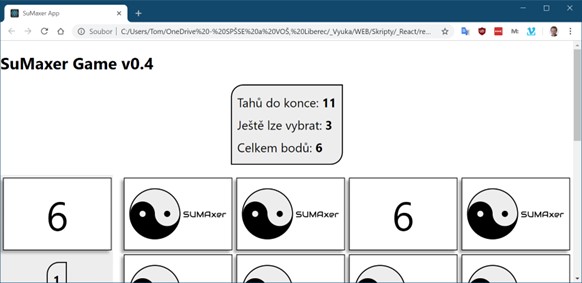 SuMaxer App
Soubor | C:/Users/Tom/OneDrive%20-%20SPŠSE%20a%20VOŠ,%20Liberec/_Vyuka/WEB/Skripty/_React/re...
SuMaxer Game v0.4
Tahů do konce: 11
Ještě lze vybrat: 3
Celkem bodů: 6
6 SUMAxer SUMAxer 6 SUMAxer
1